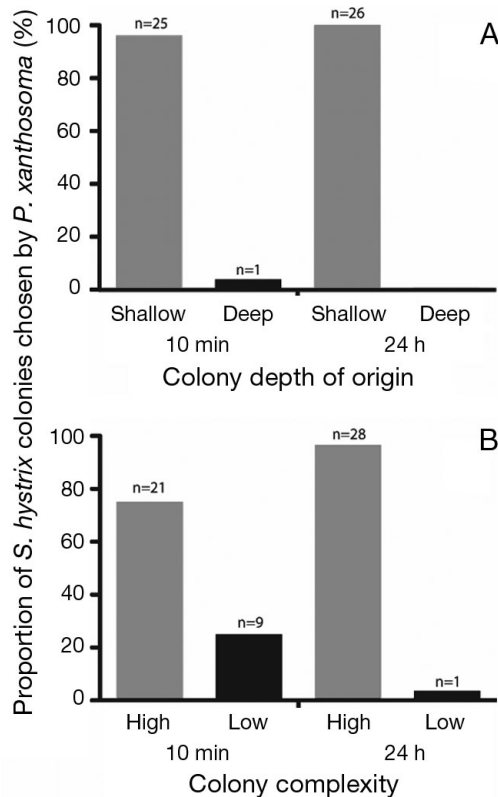 Proportion of S. hystrix colonies chosen by P. xanthosoma (%)
A
100
80
60
40
20
0
n=25
n=1
n=26
Shallow Deep Shallow Deep
10 min 24 h
Colony depth of origin
B
100
80
60
40
20
0
n=21
n=9
n=28
n=1
High Low High Low
10 min 24 h
Colony complexity